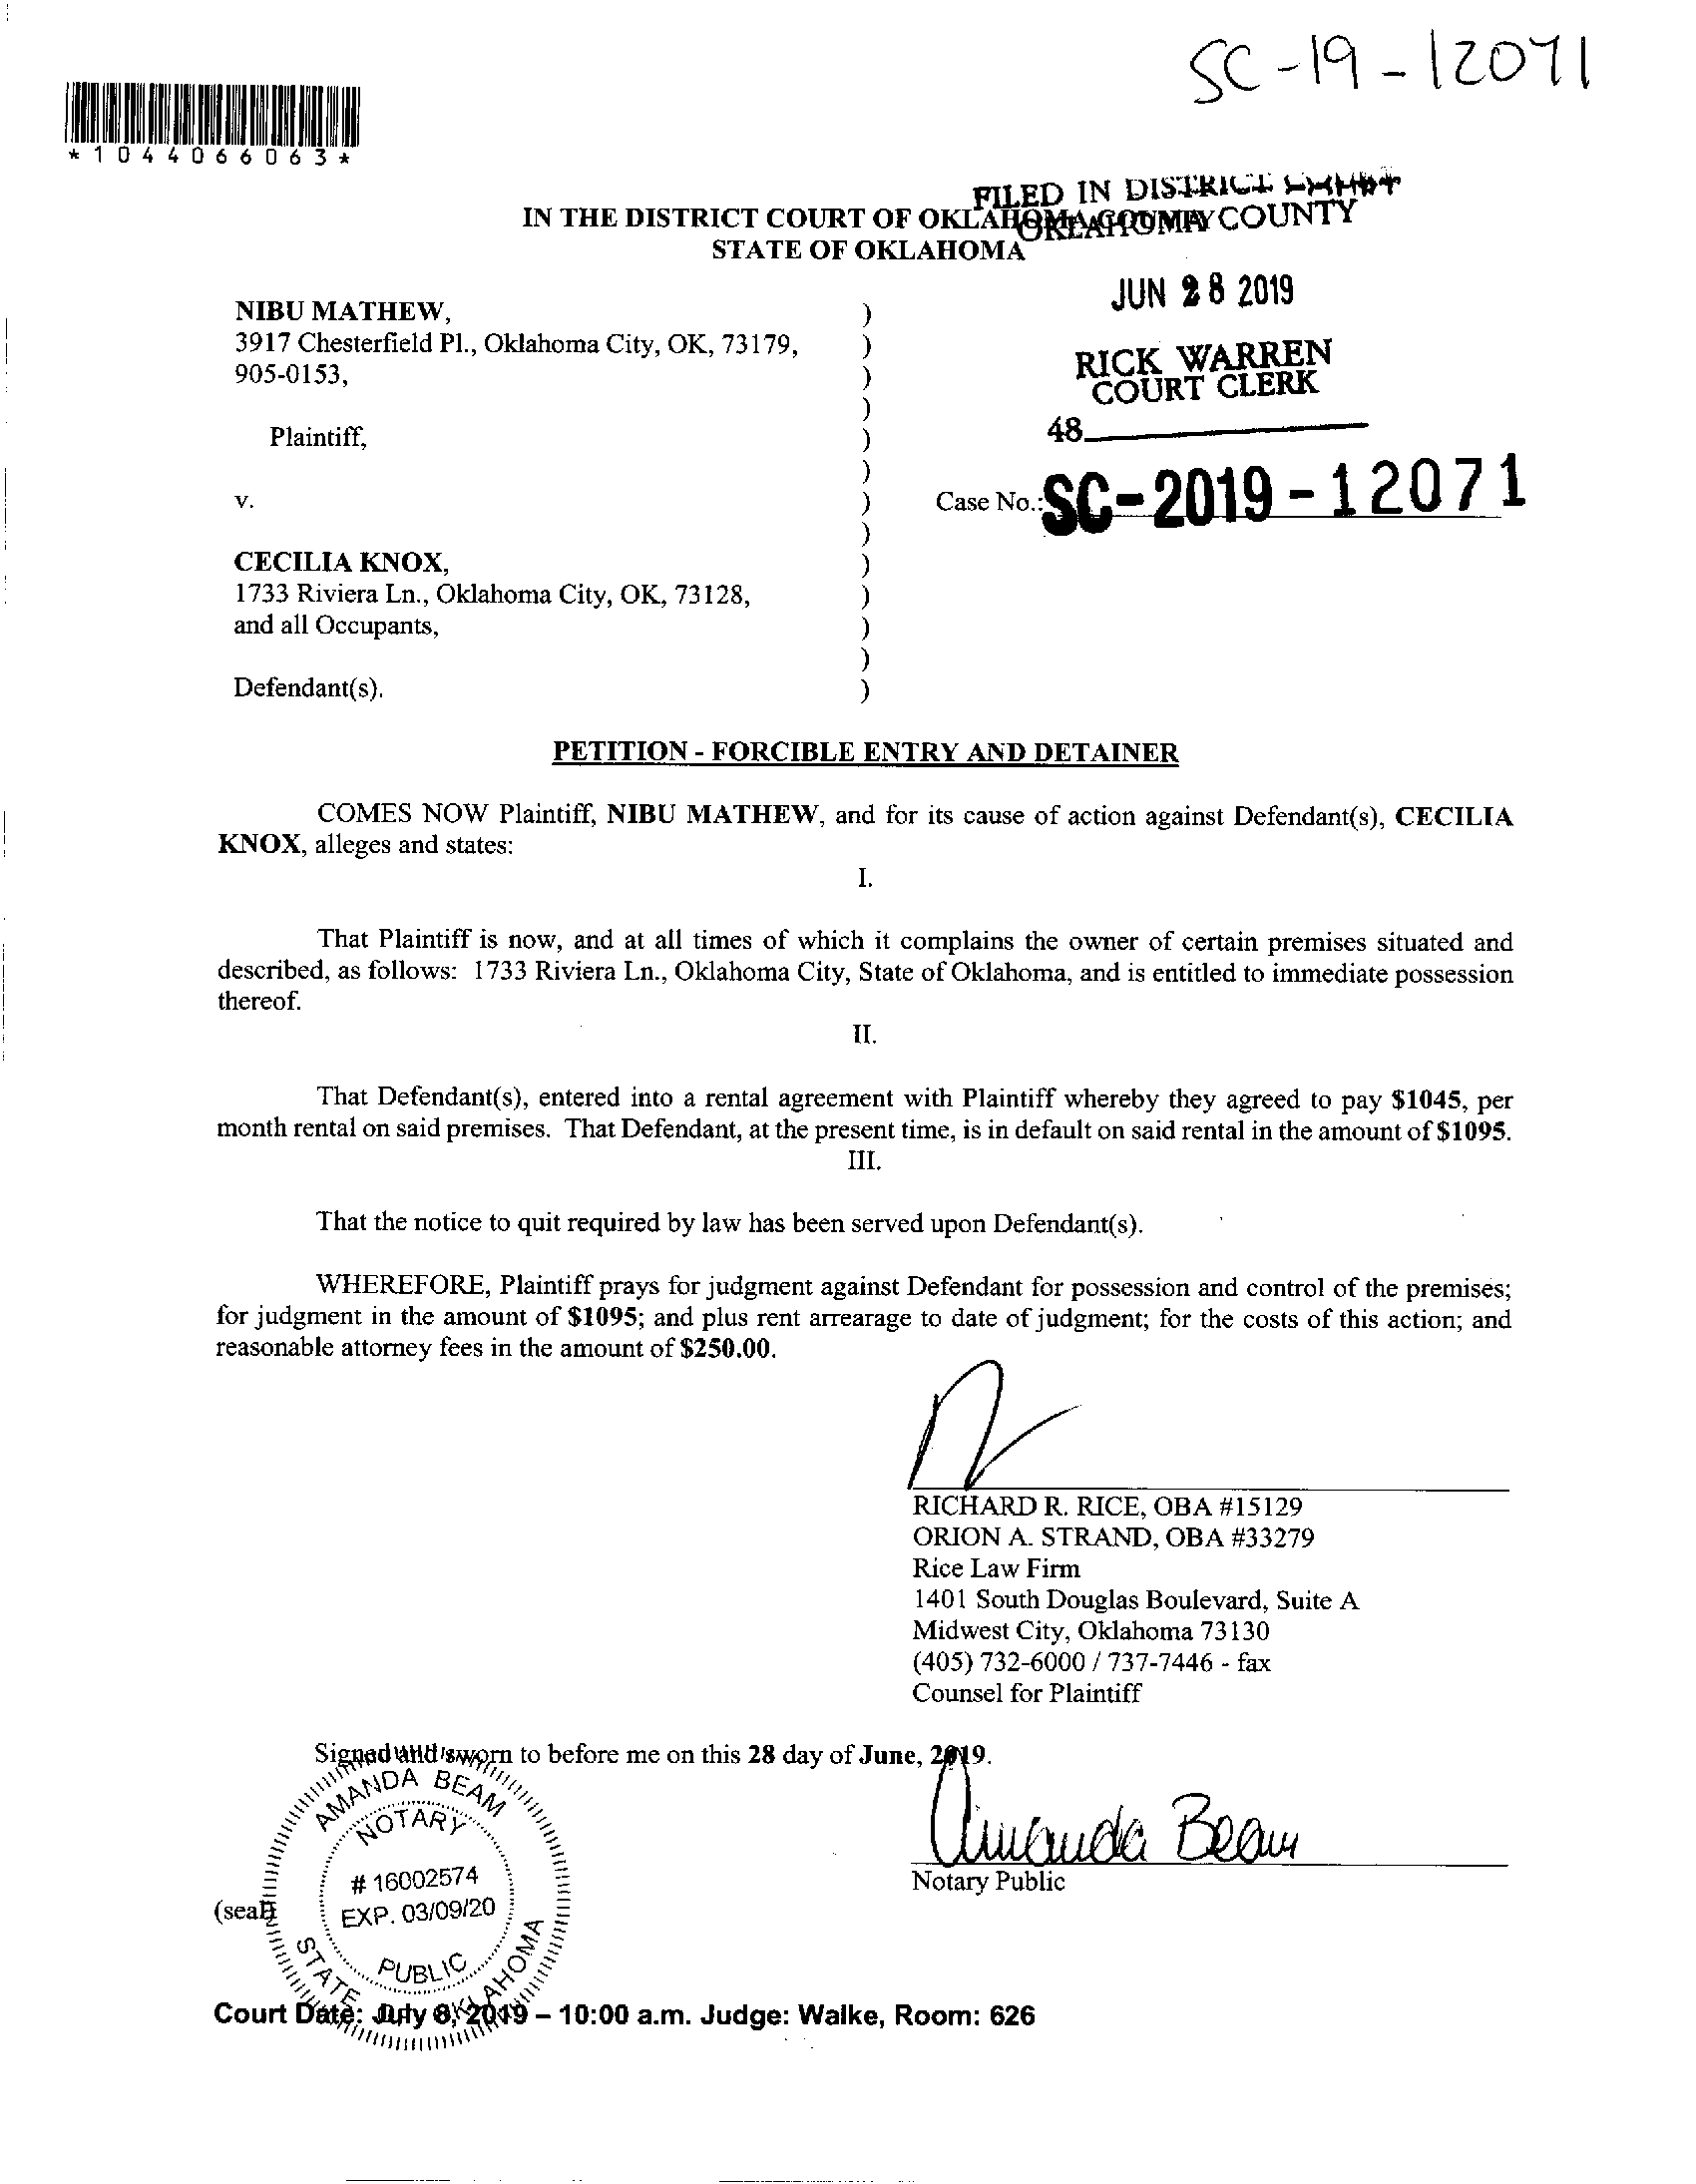 SC-19-12071
*1044066063*
FILED IN DISTRICT
IN THE DISTRICT COURT OF OKLAHOMA COUNTY
OKLAHOMA COUNTY
STATE OF OKLAHOMA
JUN 28 2019
RICK WARREN
COURT CLERK
48
NIBU MATHEW,
3917 Chesterfield Pl., Oklahoma City, OK, 73179,
905-0153,
Plaintiff,
v.
Case No.: SC-2019-12071
CECILIA KNOX,
1733 Riviera Ln., Oklahoma City, OK, 73128,
and all Occupants,
Defendant(s).
)
)
)
)
)
)
)
)
)
)
)
)
)
PETITION - FORCIBLE ENTRY AND DETAINER
COMES NOW Plaintiff, NIBU MATHEW, and for its cause of action against Defendant(s), CECILIA
KNOX, alleges and states:
I.
That Plaintiff is now, and at all times of which it complains the owner of certain premises situated and
described, as follows: 1733 Riviera Ln., Oklahoma City, State of Oklahoma, and is entitled to immediate possession
thereof.
II.
That Defendant(s), entered into a rental agreement with Plaintiff whereby they agreed to pay $1045, per
month rental on said premises. That Defendant, at the present time, is in default on said rental in the amount of $1095.
III.
That the notice to quit required by law has been served upon Defendant(s).
WHEREFORE, Plaintiff prays for judgment against Defendant for possession and control of the premises;
for judgment in the amount of $1095; and plus rent arrearage to date of judgment; for the costs of this action; and
reasonable attorney fees in the amount of $250.00.
RICHARD R. RICE, OBA #15129
ORION A. STRAND, OBA #33279
Rice Law Firm
1401 South Douglas Boulevard, Suite A
Midwest City, Oklahoma 73130
(405) 732-6000 / 737-7446 - fax
Counsel for Plaintiff
Signed and sworn to before me on this 28 day of June, 2019.
Amanda Beam
Notary Public
(seal)
AMANDA BEAM
NOTARY
# 16002574
EXP. 03/09/20
PUBLIC
STATE OKLAHOMA
Court Date: July 8, 2019 – 10:00 a.m. Judge: Walke, Room: 626